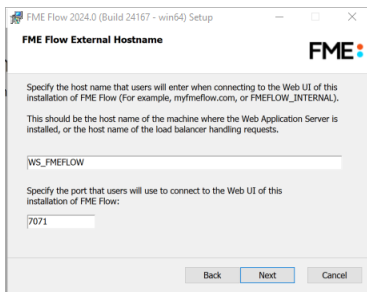 FME Flow 2024.0 (Build 24167 - win64) Setup
FME Flow External Hostname
FME
Specify the host name that users will enter when connecting to the Web UI of this
installation of FME Flow (For example, myfmeflow.com, or FMEFLOW_INTERNAL).
This should be the host name of the machine where the Web Application Server is
installed, or the host name of the load balancer handling requests.
WS_FMEFLOW
Specify the port that users will use to connect to the Web UI of this
installation of FME Flow:
7071
Back Next Cancel